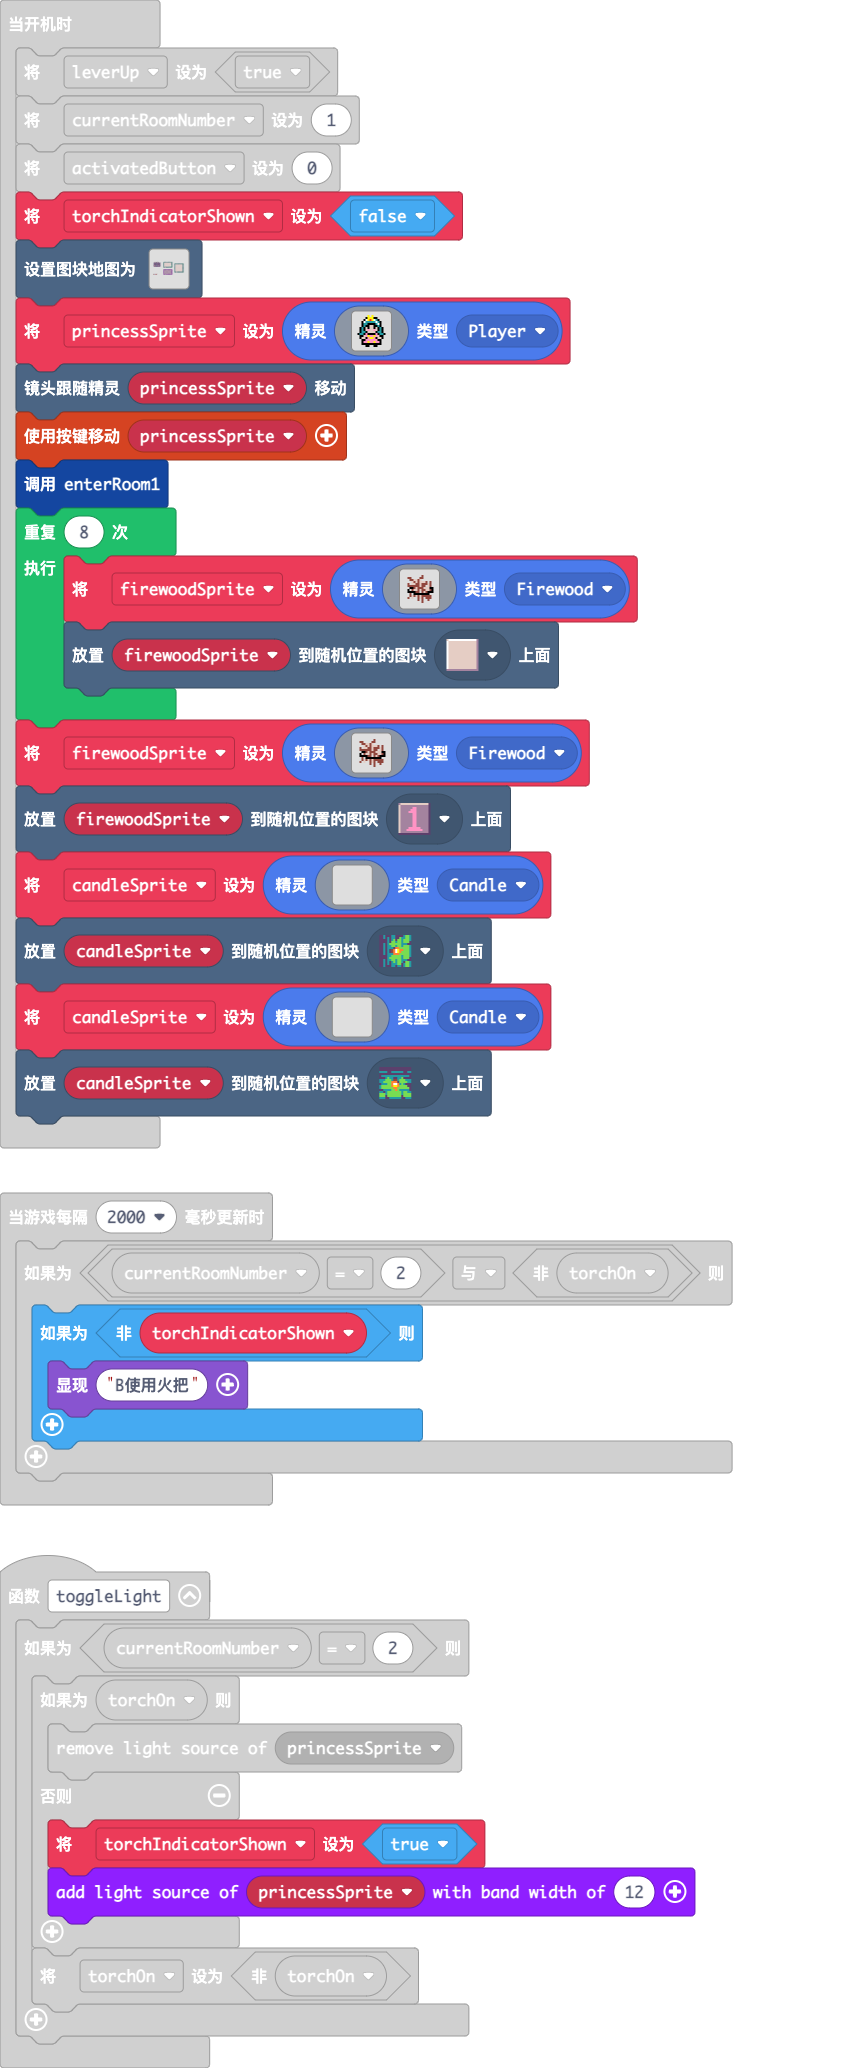 当开机时
将 leverUp 设为 true
将 currentRoomNumber 设为 1
将 activatedButton 设为 0
将 torchIndicatorShown 设为 false
设置图块地图为
将 princessSprite 设为 精灵 类型 Player
镜头跟随精灵 princessSprite 移动
使用按键移动 princessSprite
调用 enterRoom1
重复 8 次
执行
将 firewoodSprite 设为 精灵 类型 Firewood
放置 firewoodSprite 到随机位置的图块 上面
将 firewoodSprite 设为 精灵 类型 Firewood
放置 firewoodSprite 到随机位置的图块 1 上面
将 candleSprite 设为 精灵 类型 Candle
放置 candleSprite 到随机位置的图块 上面
将 candleSprite 设为 精灵 类型 Candle
放置 candleSprite 到随机位置的图块 上面
当游戏每隔 2000 毫秒更新时
如果为 currentRoomNumber = 2 与 非 torchOn 则
如果为 非 torchIndicatorShown 则
显现 "B使用火把"
函数 toggleLight
如果为 currentRoomNumber = 2 则
如果为 torchOn 则
remove light source of princessSprite
否则
将 torchIndicatorShown 设为 true
add light source of princessSprite with band width of 12
将 torchOn 设为 非 torchOn